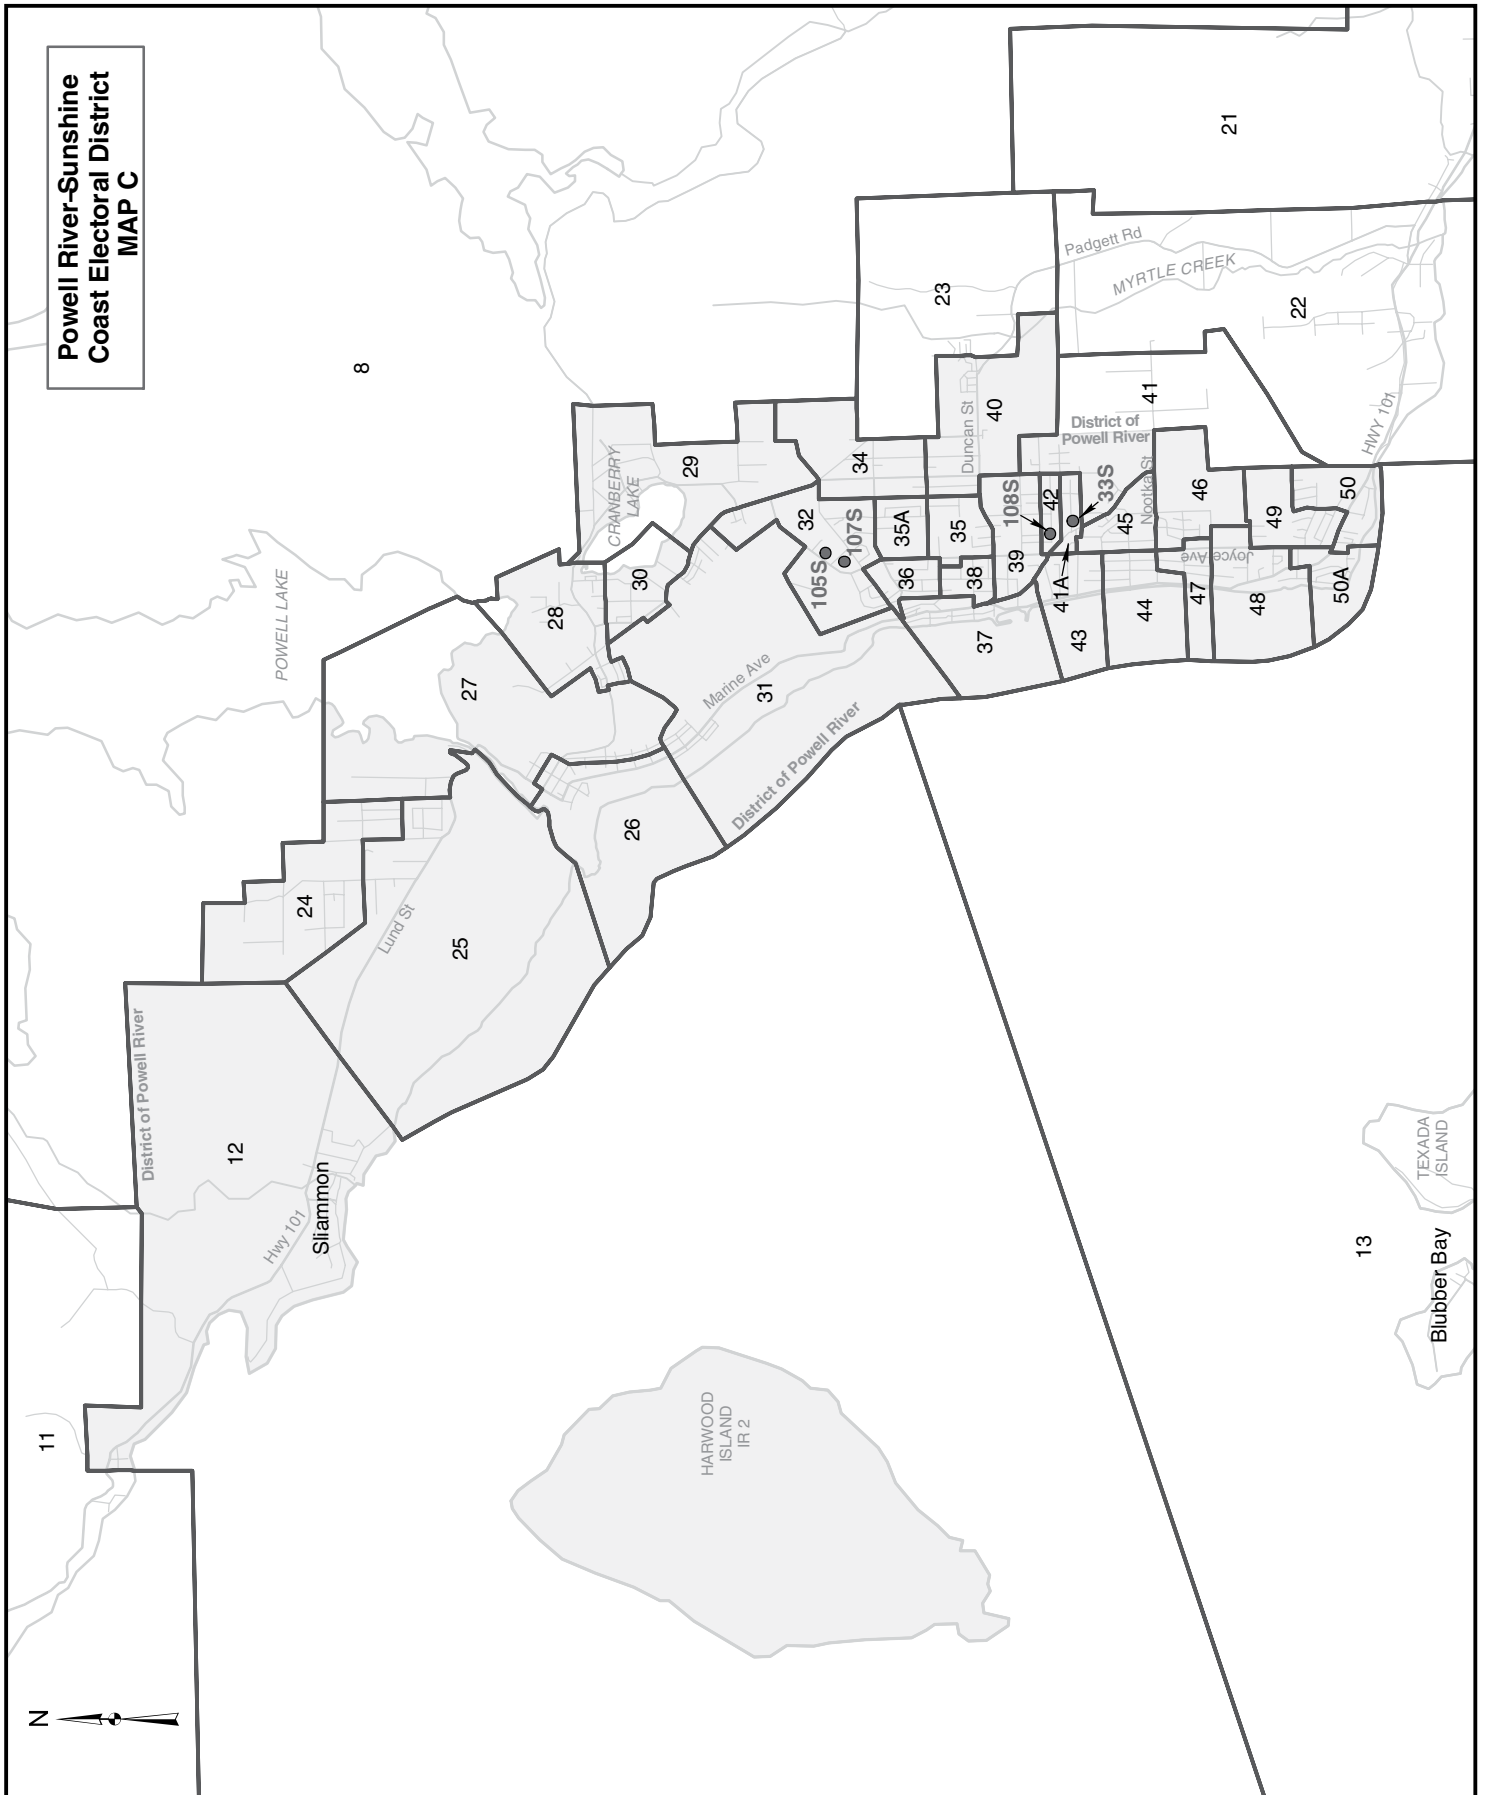 Powell River-Sunshine
Coast Electoral District
MAP C
N
11
8
12
District of Powell River
Hwy 101
Sliammon
24
25
Lund St
POWELL LAKE
27
26
28
30
29
CRANBERRY
LAKE
31
Marine Ave
District of Powell River
32
105S
107S
34
35A
35
36
38
37
39
108S
42
33S
41A
23
40
Duncan St
Padgett Rd
MYRTLE CREEK
21
22
41
District of
Powell River
Nootka St
45
46
43
44
47
48
Joyce Ave
49
50
50A
HWY 101
HARWOOD
ISLAND
IR 2
13
TEXADA
ISLAND
Blubber Bay